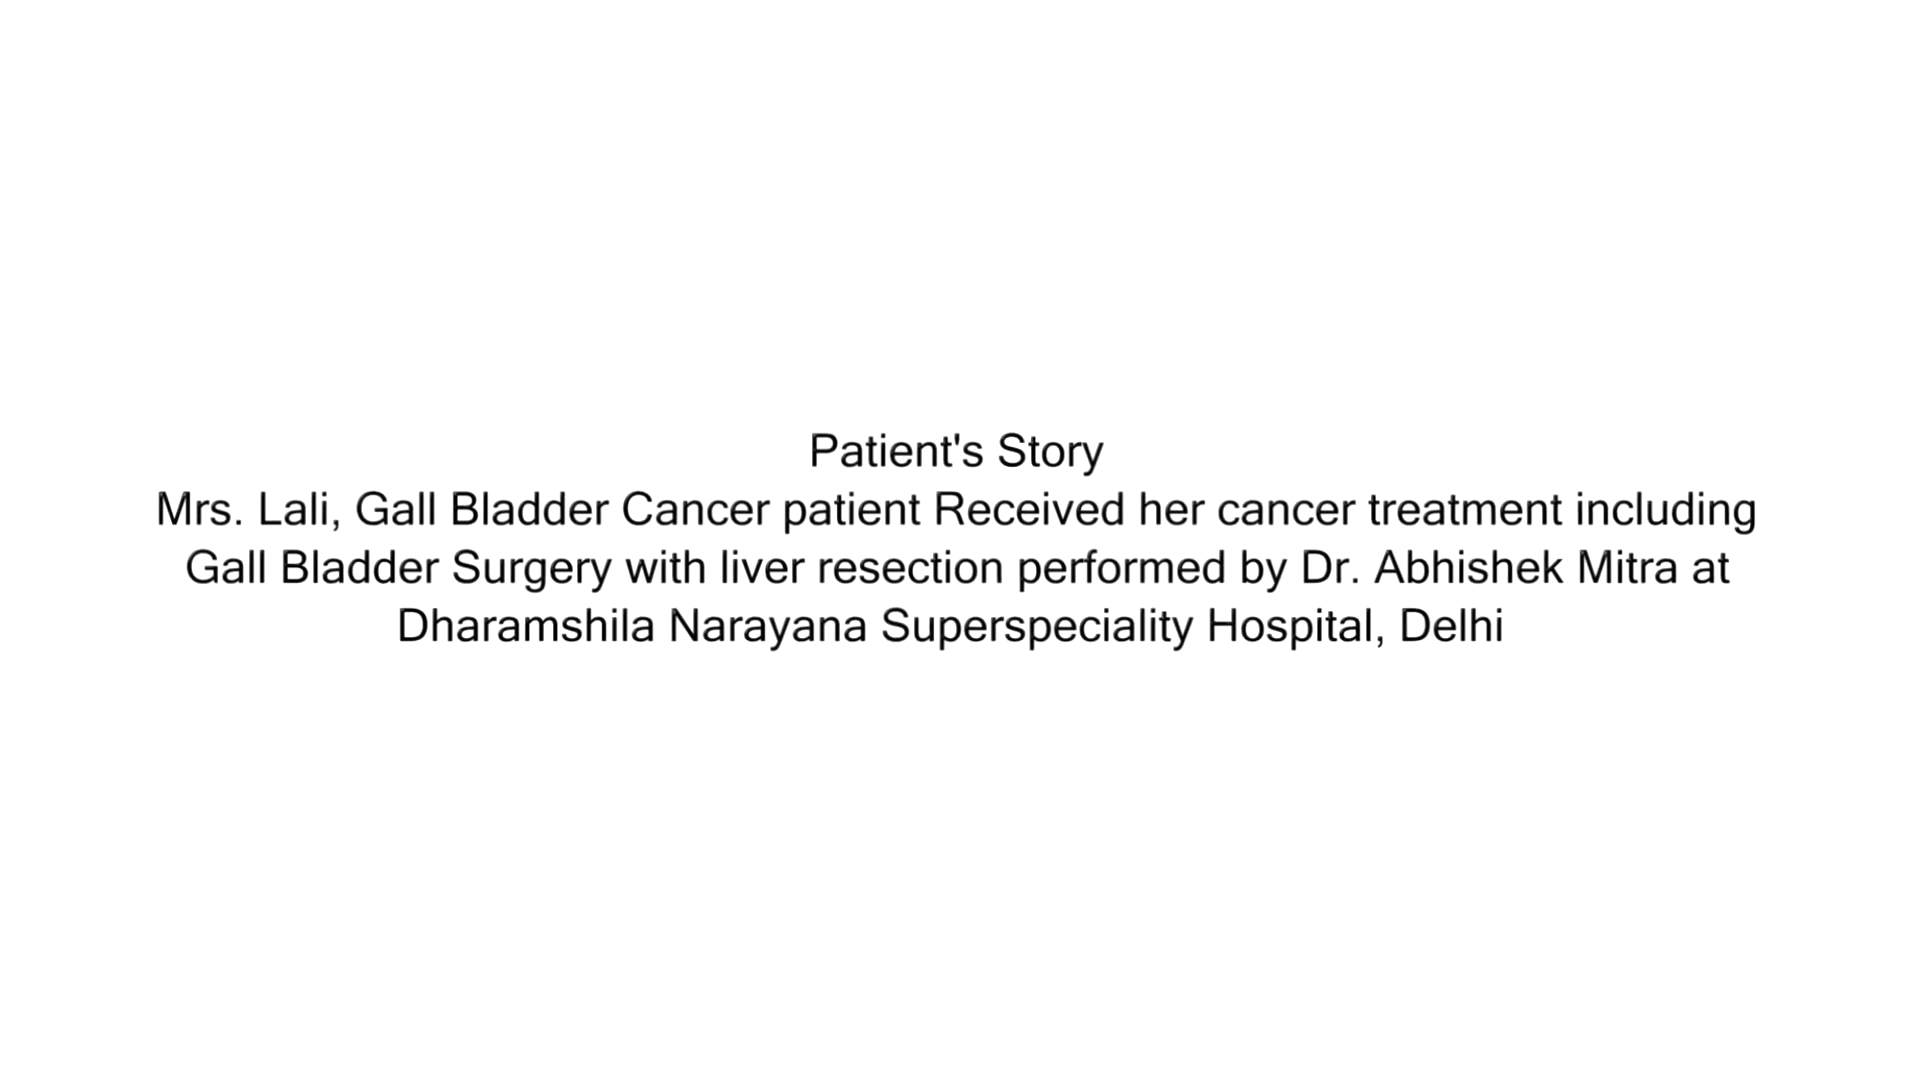 Patient's Story
Mrs. Lali, Gall Bladder Cancer patient Received her cancer treatment including
Gall Bladder Surgery with liver resection performed by Dr. Abhishek Mitra at
Dharamshila Narayana Superspeciality Hospital, Delhi